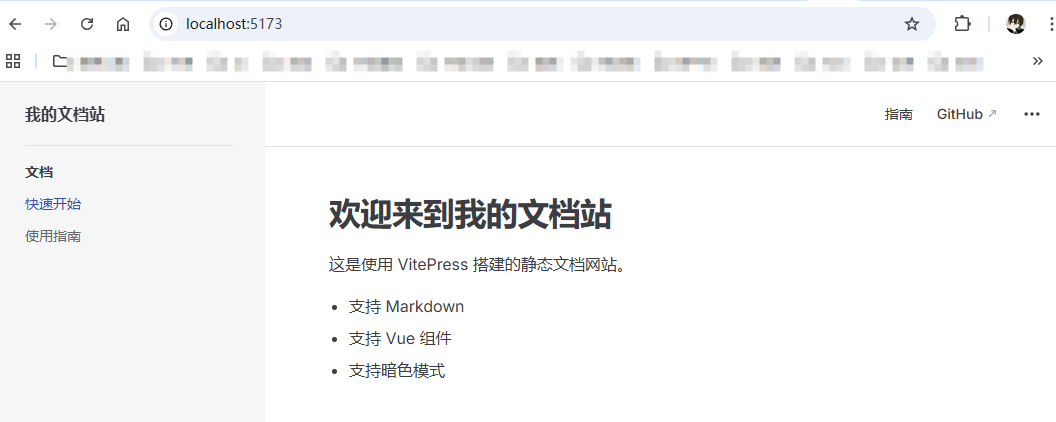 localhost:5173
我的文档站
指南
GitHub
文档
快速开始
使用指南
欢迎来到我的文档站
这是使用 VitePress 搭建的静态文档网站。
支持 Markdown
支持 Vue 组件
支持暗色模式